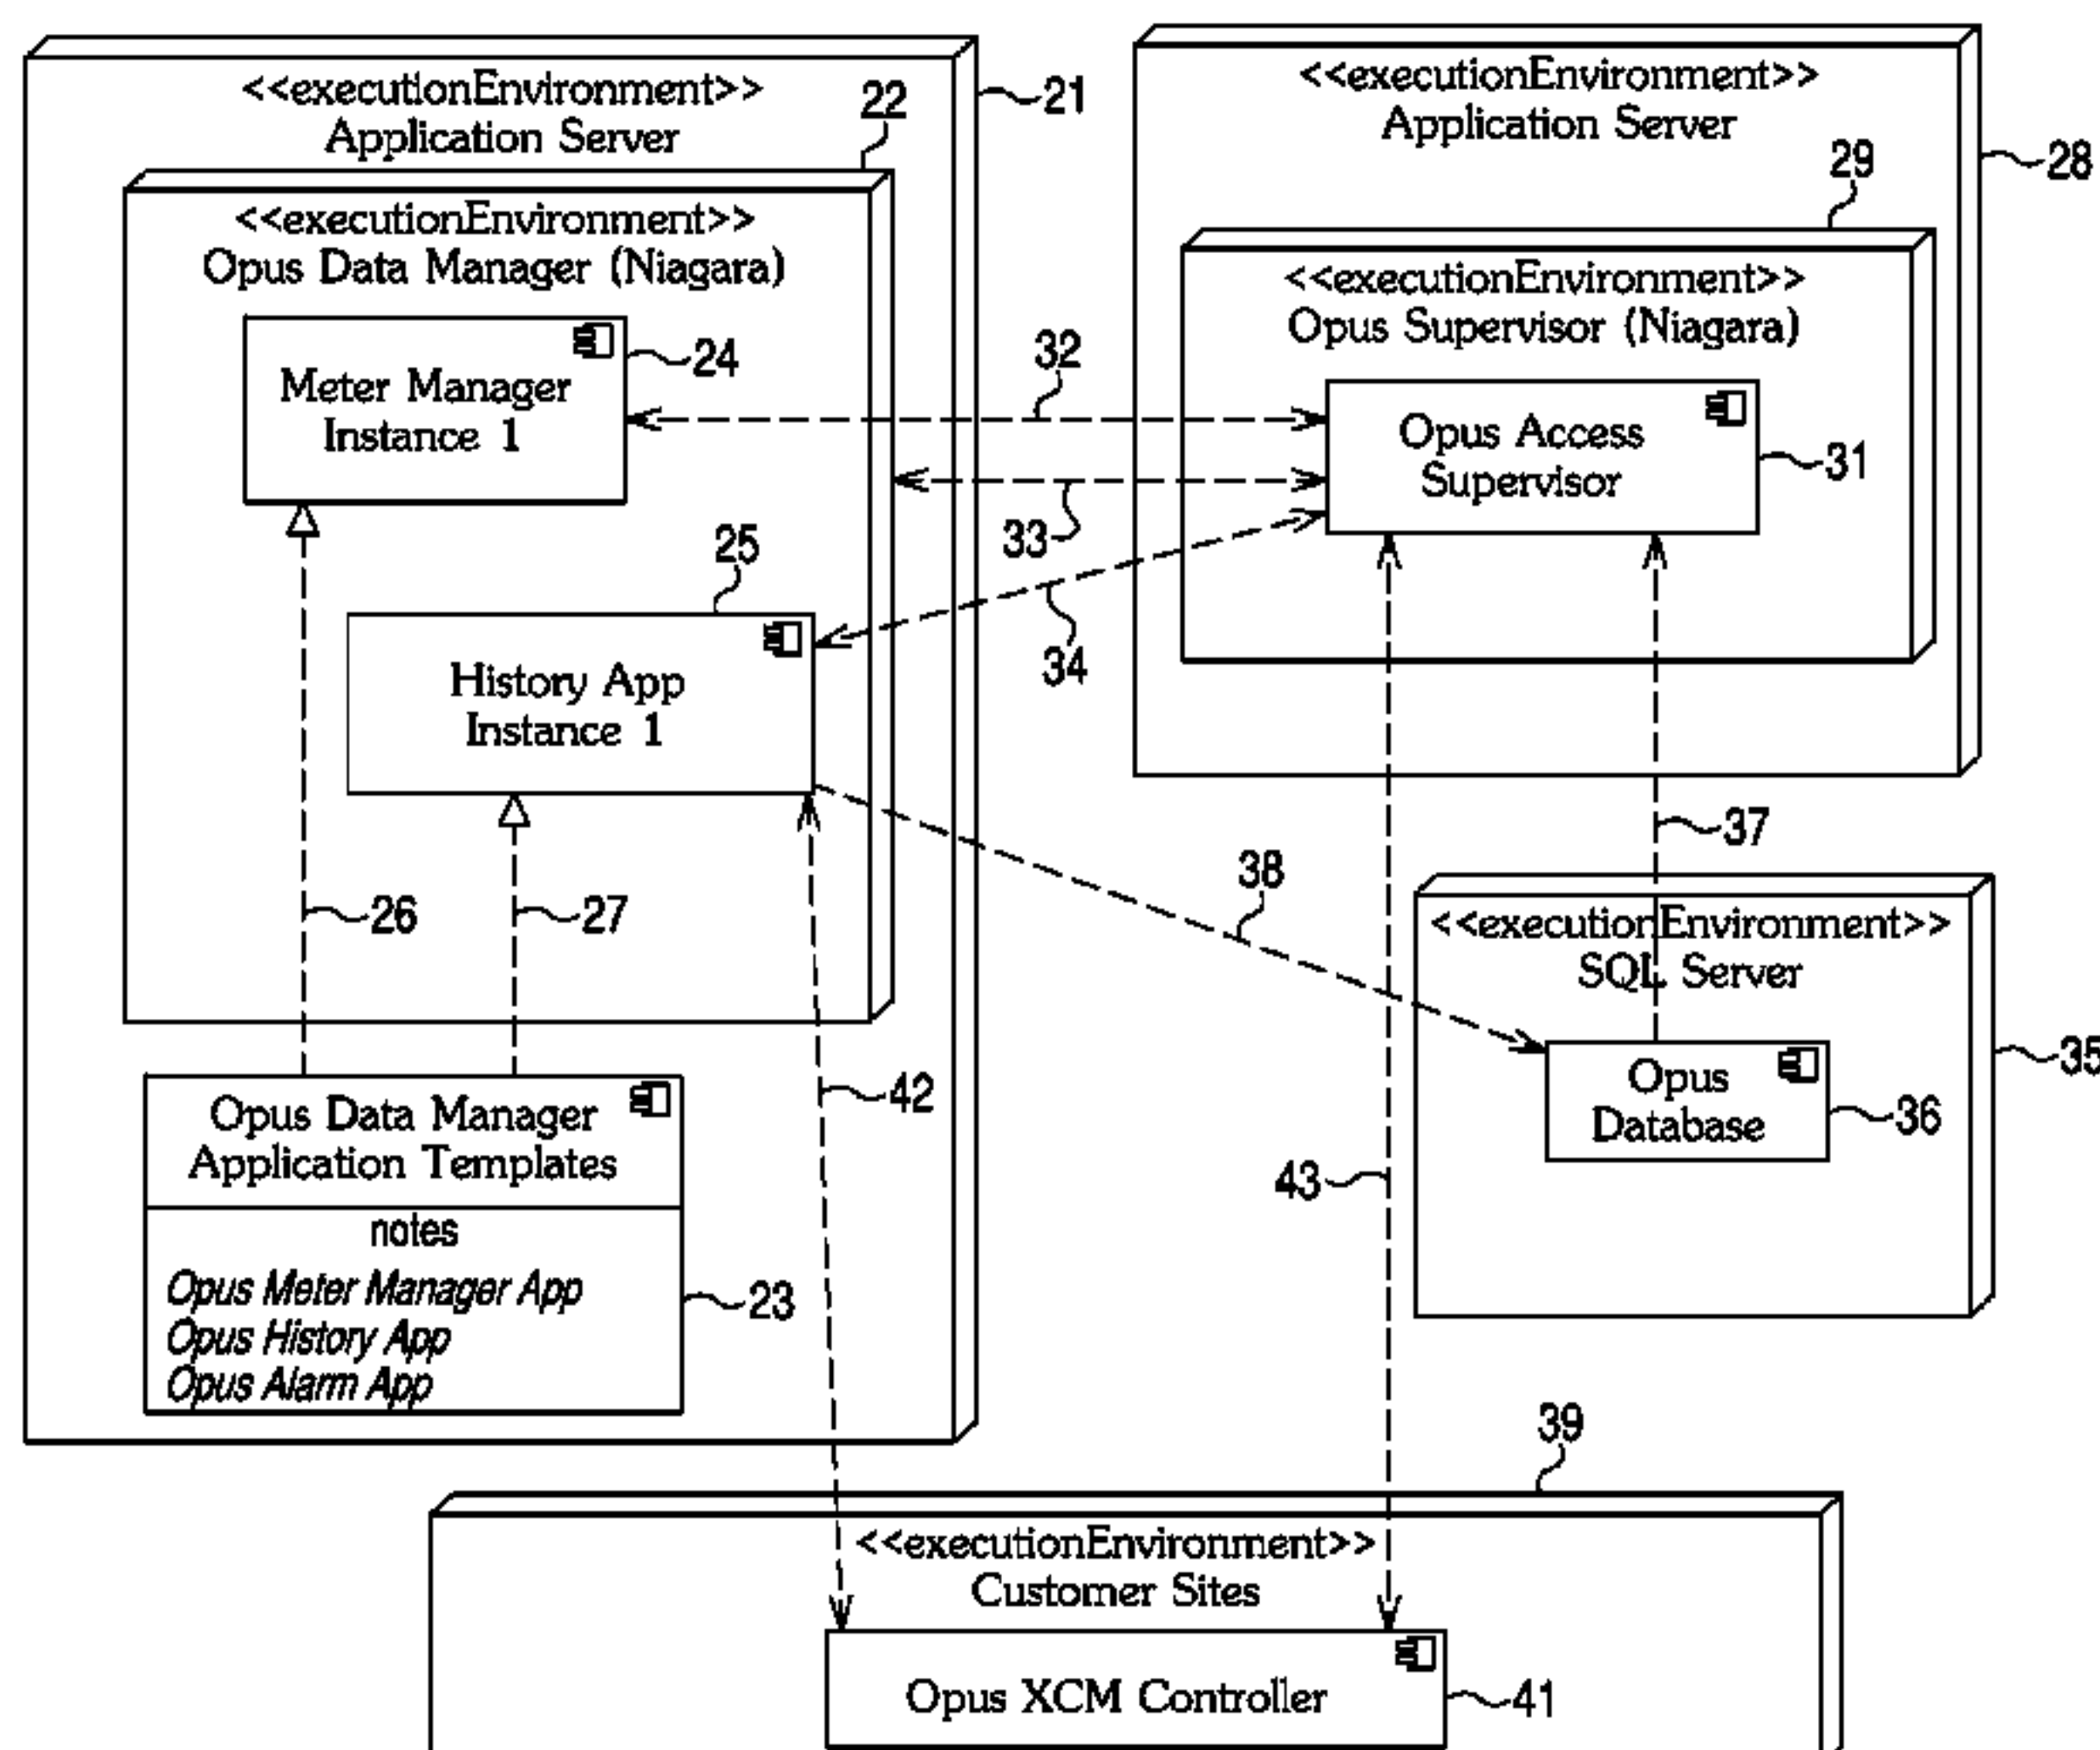 <<executionEnvironment>>
Application Server
21
22
<<executionEnvironment>>
Opus Data Manager (Niagara)
Meter Manager
Instance 1
24
25
History App
Instance 1
26
27
Opus Data Manager
Application Templates
notes
Opus Meter Manager App
Opus History App
Opus Alarm App
23
<<executionEnvironment>>
Application Server
28
29
<<executionEnvironment>>
Opus Supervisor (Niagara)
Opus Access
Supervisor
31
32
33
34
37
38
<<executionEnvironment>>
SQL Server
35
Opus
Database
36
42
43
39
<<executionEnvironment>>
Customer Sites
Opus XCM Controller
41